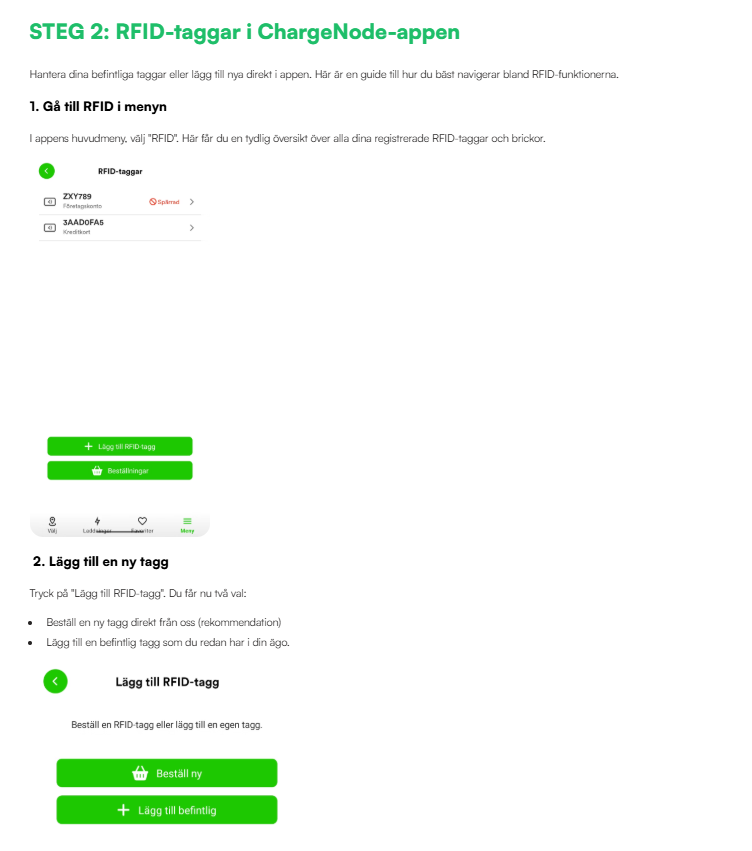 STEG 2: RFID-taggar i ChargeNode-appen
Hantera dina befintliga taggar eller lägg till nya direkt i appen. Här är en guide till hur du bäst navigerar bland RFID-funktionerna.
1. Gå till RFID i menyn
I appens huvudmeny, välj "RFID". Här får du en tydlig översikt över alla dina registrerade RFID-taggar och brickor.
RFID-taggar
ZXY789
Företagskonto
Spärrad
3AAD0FA5
Kreditkort
Lägg till RFID-tagg
Beställningar
Välj Laddningar Favoriter Meny
2. Lägg till en ny tagg
Tryck på "Lägg till RFID-tagg". Du får nu två val:
• Beställ en ny tagg direkt från oss (rekommendation)
• Lägg till en befintlig tagg som du redan har i din ägo.
Lägg till RFID-tagg
Beställ en RFID-tagg eller lägg till en egen tagg.
Beställ ny
Lägg till befintlig